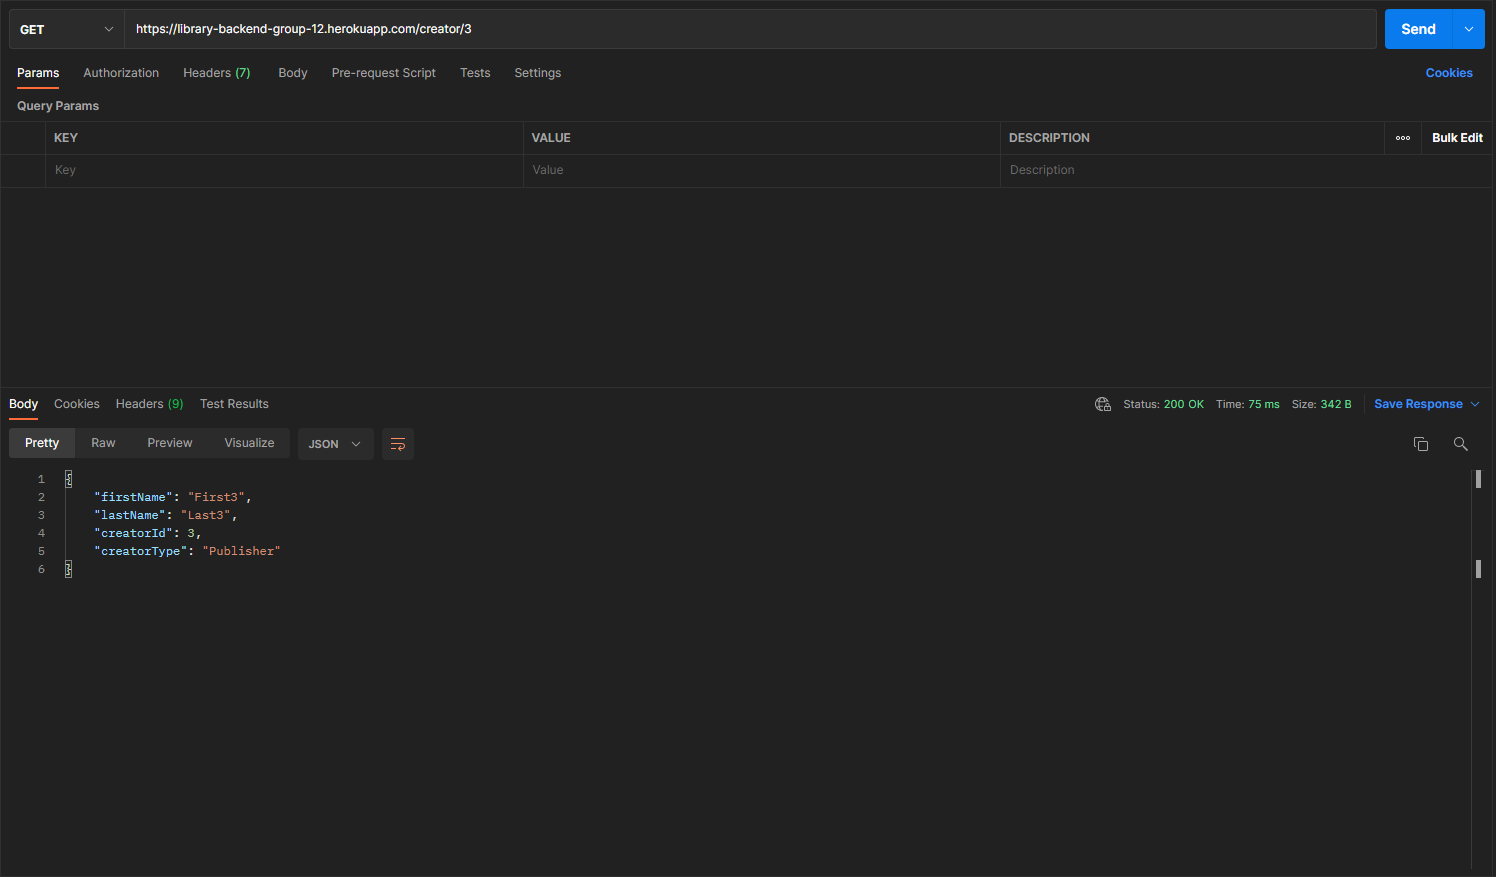 GET https://library-backend-group-12.herokuapp.com/creator/3 Send
Params Authorization Headers (7) Body Pre-request Script Tests Settings Cookies
Query Params
KEY VALUE DESCRIPTION ooo Bulk Edit
Key Value Description
Body Cookies Headers (9) Test Results Status: 200 OK Time: 75 ms Size: 342 B Save Response
Pretty Raw Preview Visualize JSON
1 {
2 "firstName": "First3",
3 "lastName": "Last3",
4 "creatorId": 3,
5 "creatorType": "Publisher"
6 }